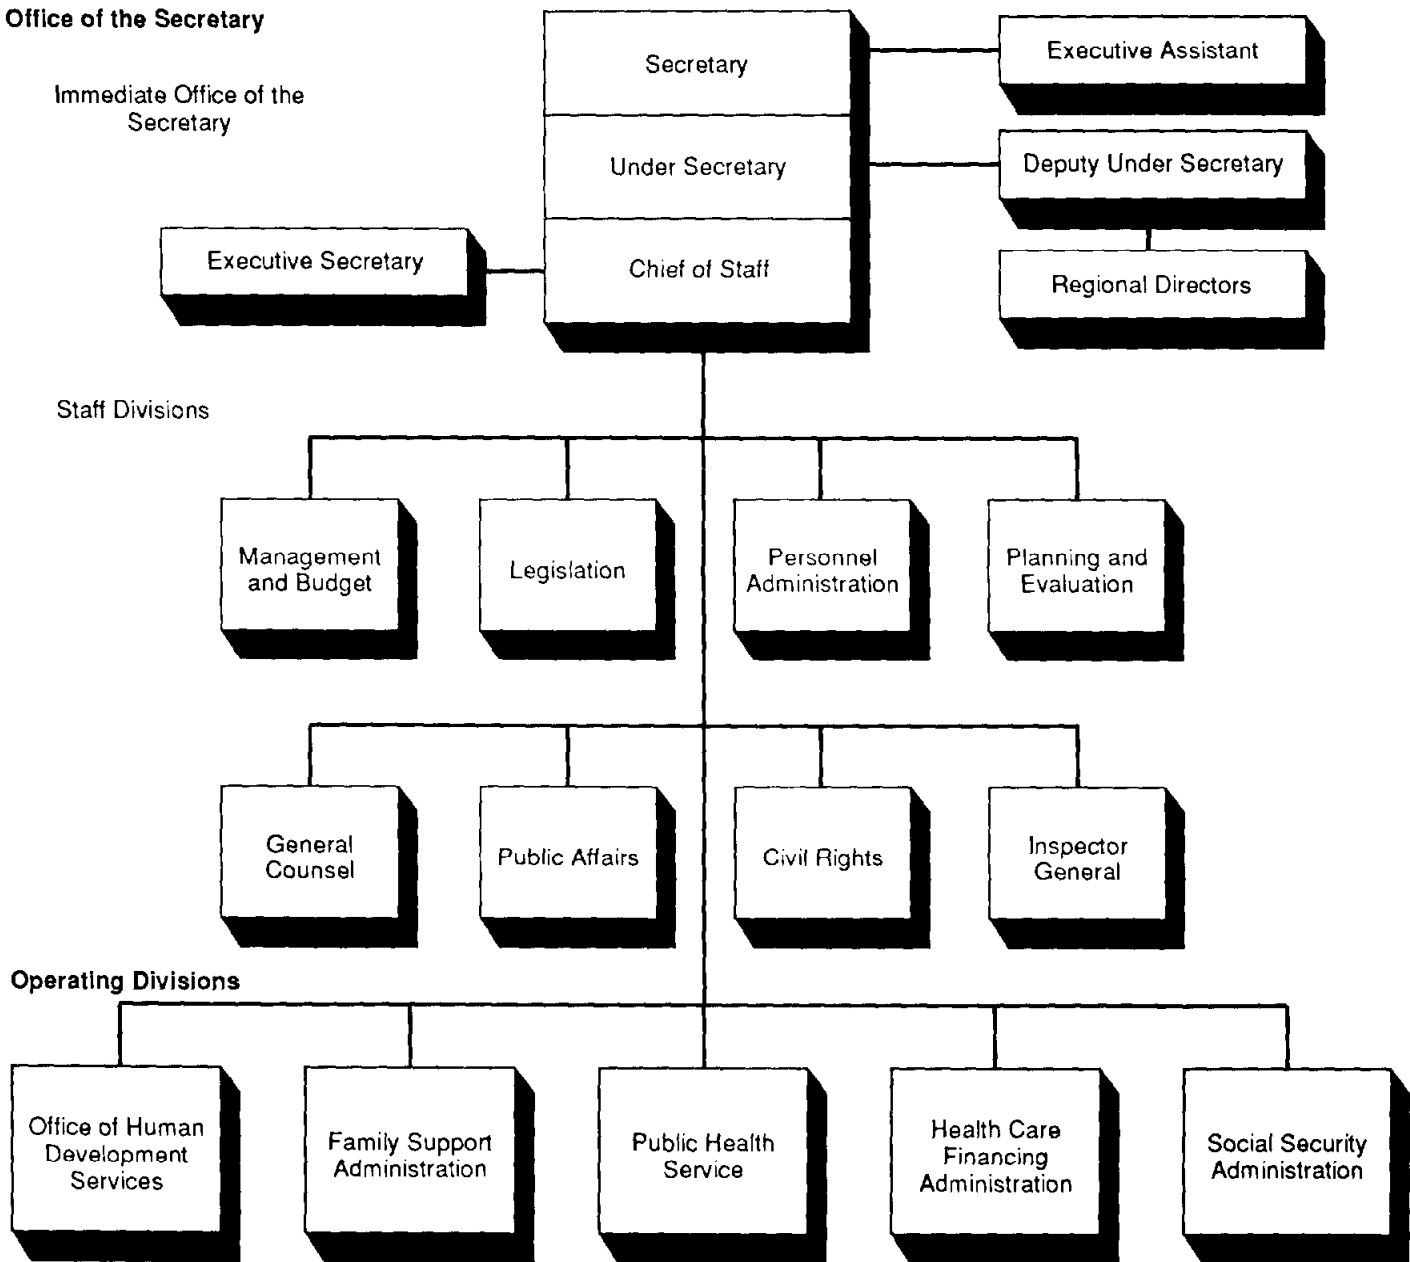 Office of the Secretary
Immediate Office of the
Secretary
Secretary
Executive Assistant
Under Secretary
Deputy Under Secretary
Executive Secretary
Chief of Staff
Regional Directors
Staff Divisions
Management
and Budget
Legislation
Personnel
Administration
Planning and
Evaluation
General
Counsel
Public Affairs
Civil Rights
Inspector
General
Operating Divisions
Office of Human
Development
Services
Family Support
Administration
Public Health
Service
Health Care
Financing
Administration
Social Security
Administration